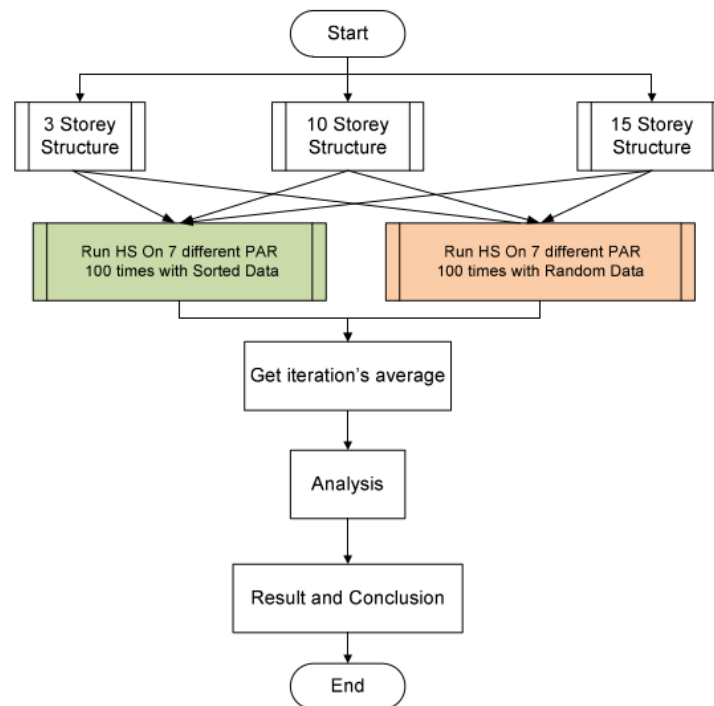 Start
3 Storey
Structure
10 Storey
Structure
15 Storey
Structure
Run HS On 7 different PAR
100 times with Sorted Data
Run HS On 7 different PAR
100 times with Random Data
Get iteration's average
Analysis
Result and Conclusion
End